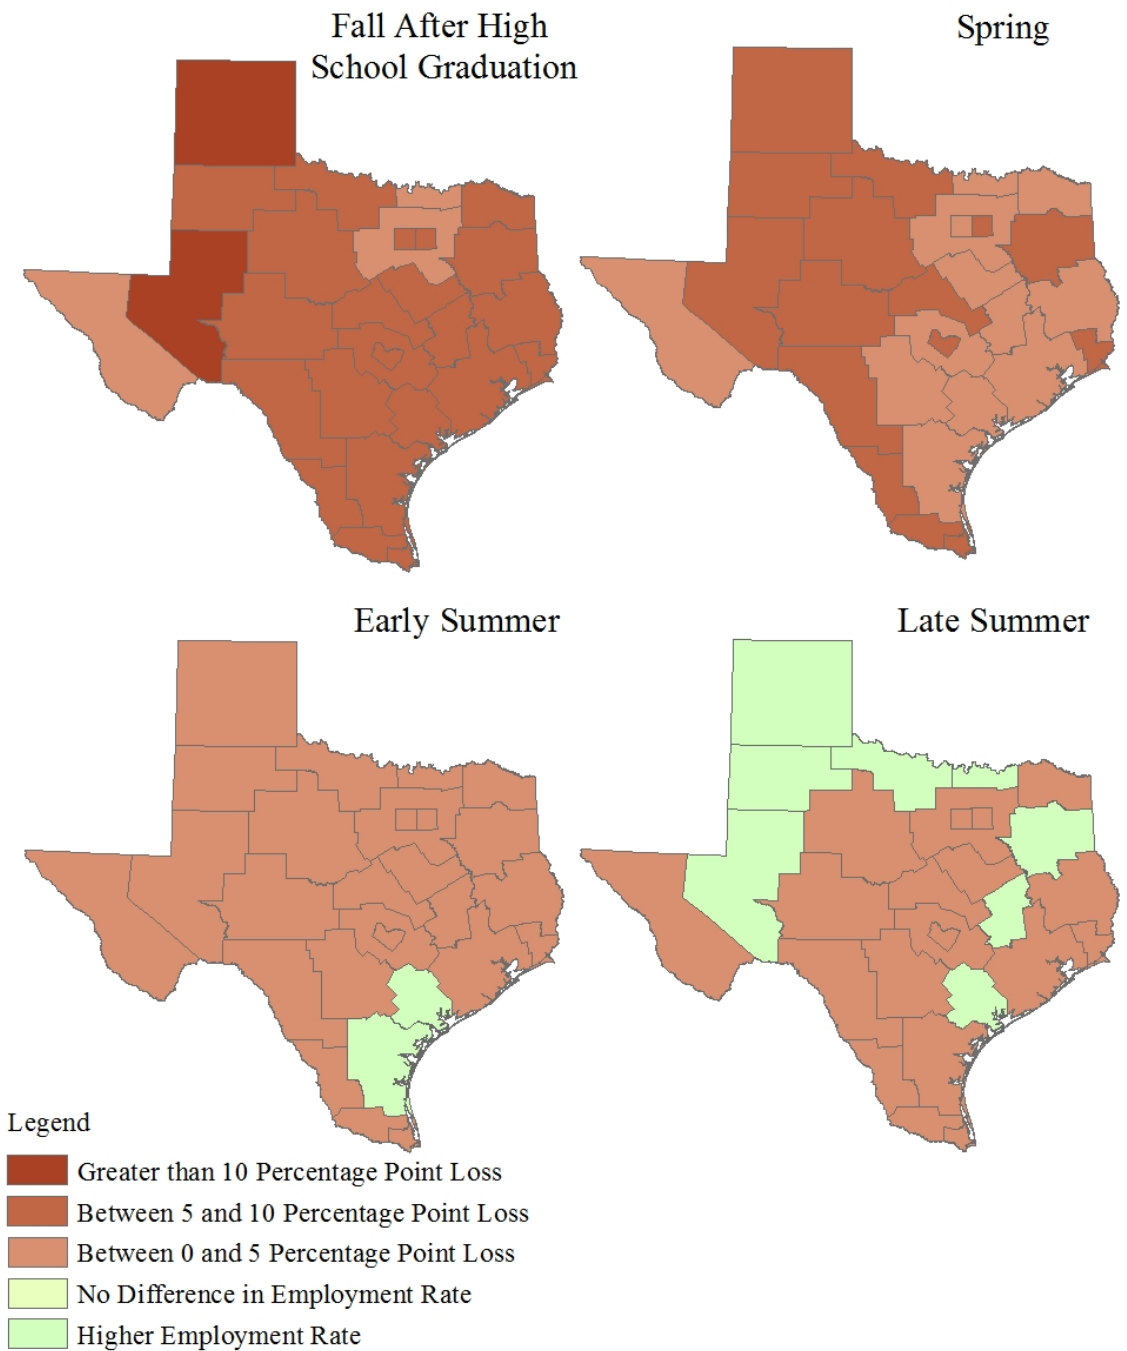 Fall After High
School Graduation
Spring
Early Summer
Late Summer
Legend
Greater than 10 Percentage Point Loss
Between 5 and 10 Percentage Point Loss
Between 0 and 5 Percentage Point Loss
No Difference in Employment Rate
Higher Employment Rate